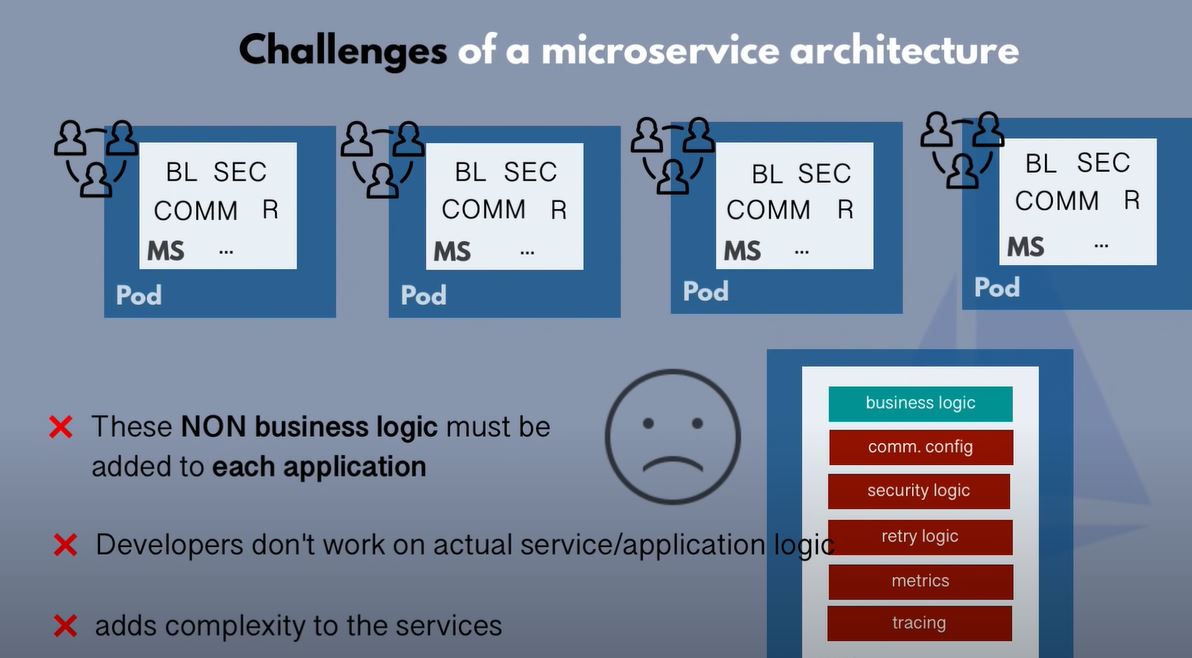 Challenges of a microservice architecture
BL SEC
COMM R
MS ...
Pod
BL SEC
COMM R
MS ...
Pod
BL SEC
COMM R
MS ...
Pod
BL SEC
COMM R
MS ...
Pod
These NON business logic must be
added to each application
Developers don't work on actual service/application logic
adds complexity to the services
business logic
comm. config
security logic
retry logic
metrics
tracing